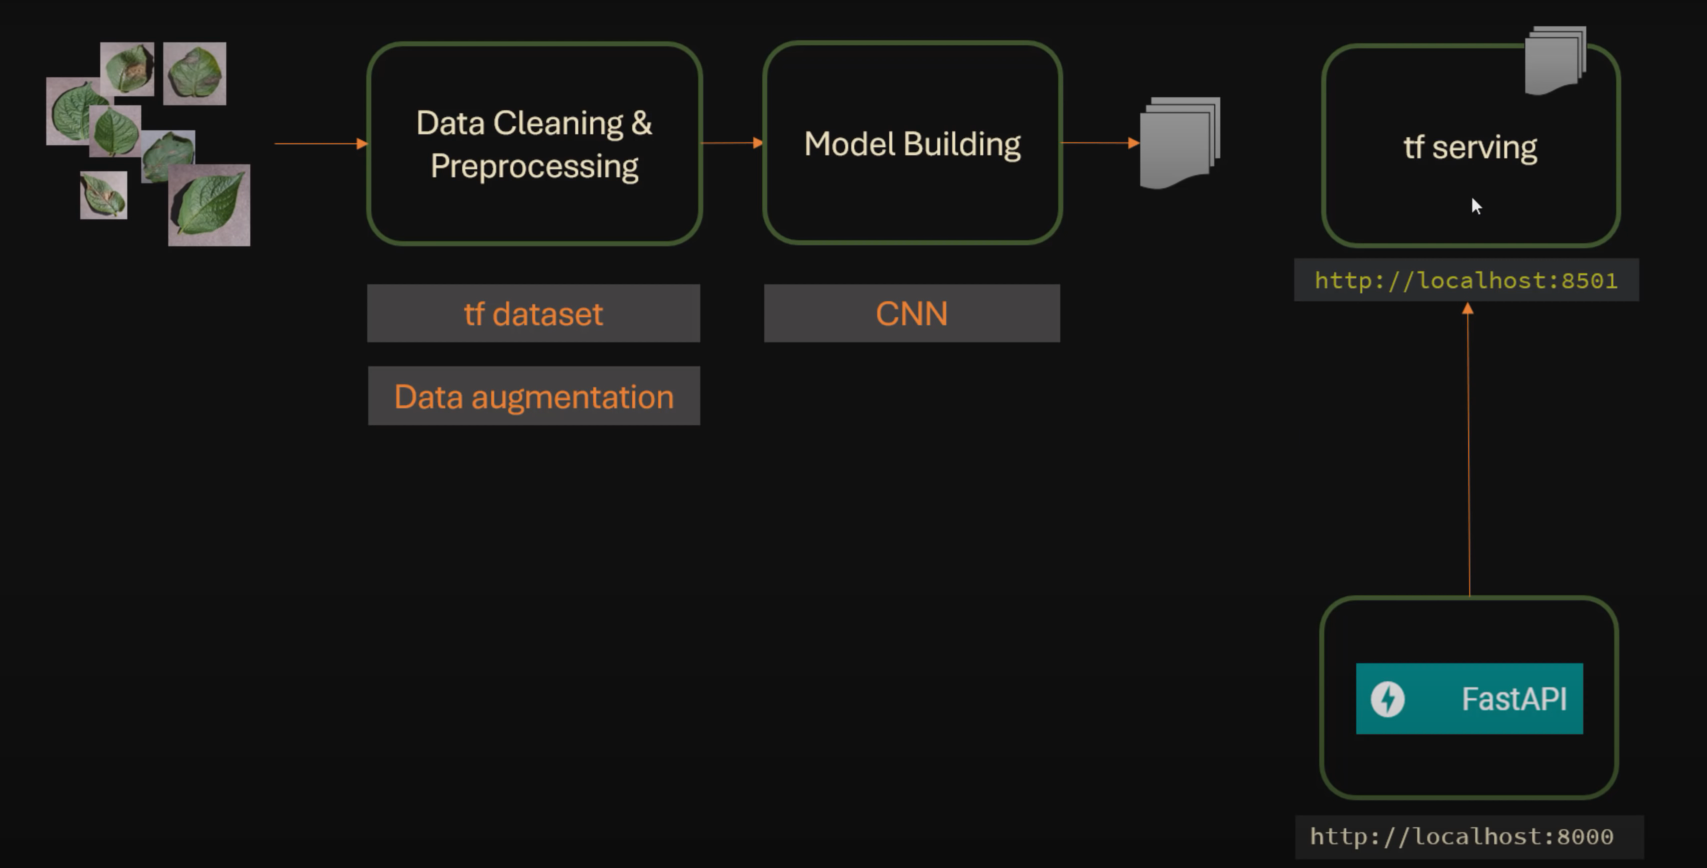 Data Cleaning &
Preprocessing
Model Building
tf serving
http://localhost:8501
tf dataset
CNN
Data augmentation
FastAPI
http://localhost:8000